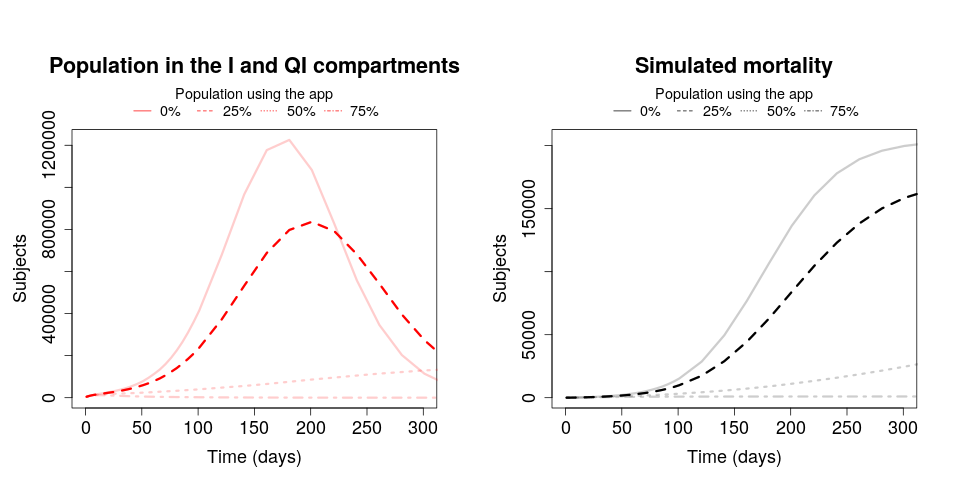 Population in the I and QI compartments
Population using the app
0% 25% 50% 75%
Subjects
0 400000 800000 1200000
0 50 100 150 200 250 300
Time (days)
Simulated mortality
Population using the app
0% 25% 50% 75%
Subjects
0 50000 150000
0 50 100 150 200 250 300
Time (days)